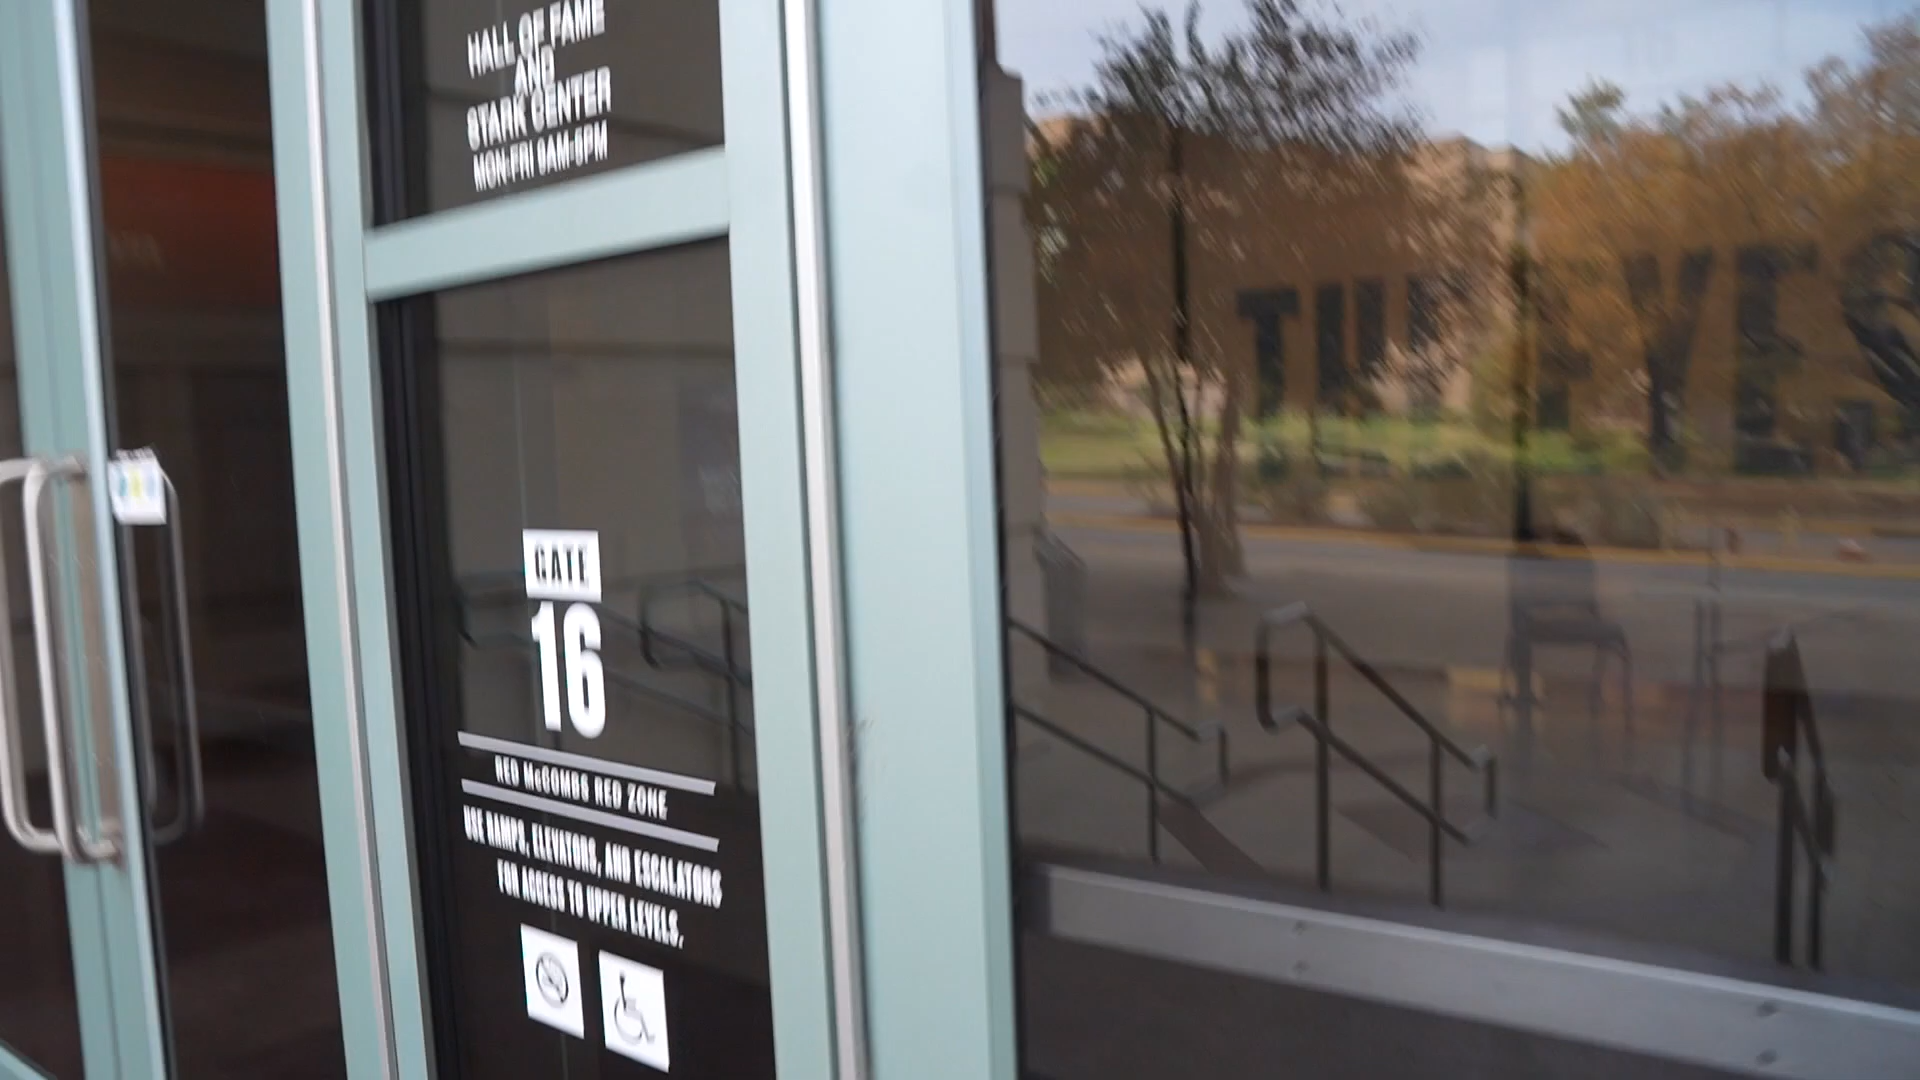 HALL OF FAME
AND
STARK CENTER
MON-FRI 8AM-5PM
GATE
16
RED McCOMBS RED ZONE
USE RAMPS, ELEVATORS, AND ESCALATORS
FOR ACCESS TO UPPER LEVELS.